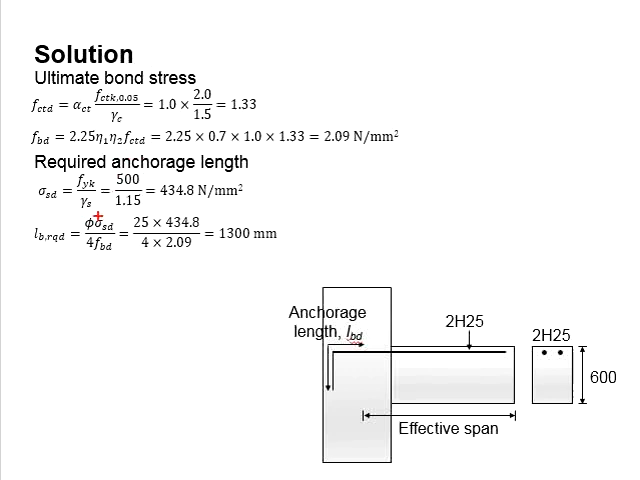 Solution
Ultimate bond stress
f_ctd = α_ct f_ctk,0.05 / γ_c = 1.0 × 2.0 / 1.5 = 1.33
f_bd = 2.25η₁η₂f_ctd = 2.25 × 0.7 × 1.0 × 1.33 = 2.09 N/mm²
Required anchorage length
σ_sd = f_yk / γ_s = 500 / 1.15 = 434.8 N/mm²
l_b,rqd = ϕσ_sd / 4f_bd = 25 × 434.8 / 4 × 2.09 = 1300 mm
Anchorage
length, l_bd
2H25
2H25
600
Effective span